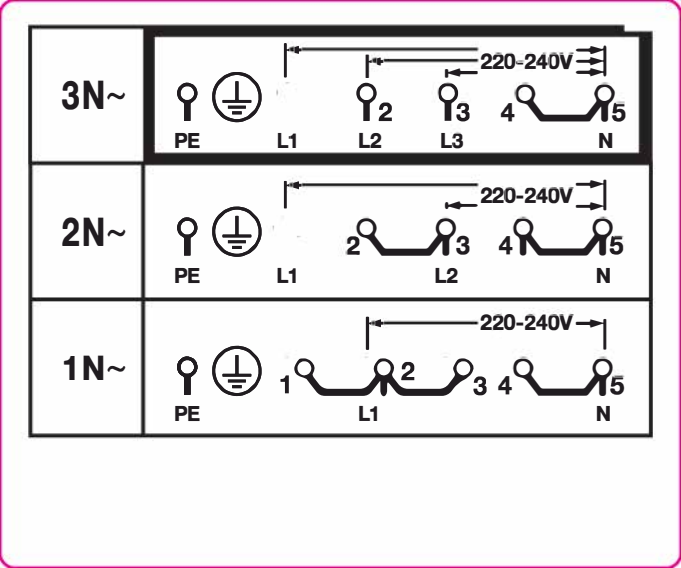 3N~
220-240V
2 3 4 5
PE L1 L2 L3 N
2N~
220-240V
2 3 4 5
PE L1 L2 N
1N~
220-240V
1 2 3 4 5
PE L1 N